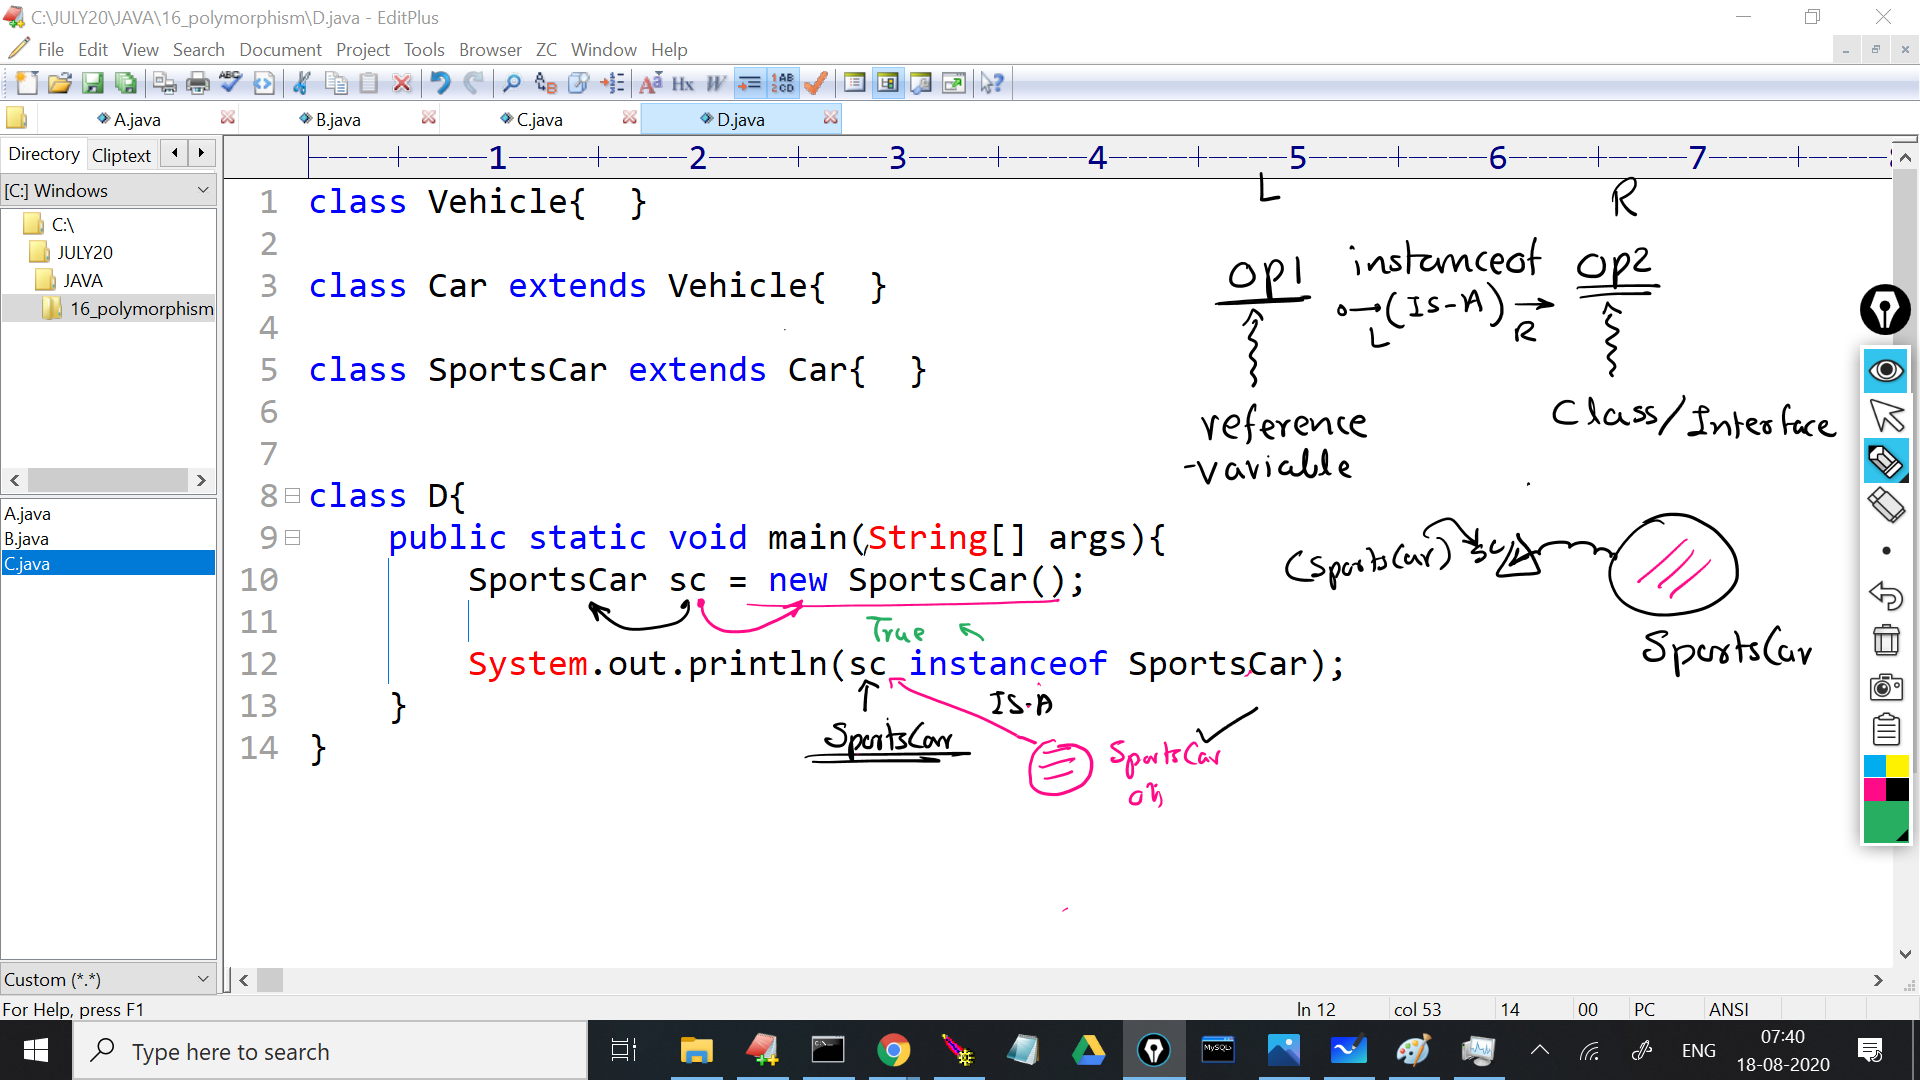 C:\JULY20\JAVA\16_polymorphism\D.java - EditPlus
File Edit View Search Document Project Tools Browser ZC Window Help
A.java B.java C.java D.java
Directory Cliptext
1 2 3 4 5 6 7
[C:] Windows
C:\
JULY20
JAVA
16_polymorphism
A.java
B.java
C.java
Custom (*.*)
1 class Vehicle{ }
2
3 class Car extends Vehicle{ }
4
5 class SportsCar extends Car{ }
6
7
8 class D{
9 public static void main(String[] args){
10 SportsCar sc = new SportsCar();
11
12 System.out.println(sc instanceof SportsCar);
13 }
14 }
L R
op1 instanceof op2
(IS-A)
L R
reference
-variable
Class/Interface
(SportsCar) sc
SportsCar
True
IS-A
SportsCar
SportsCar
For Help, press F1
ln 12 col 53 14 00 PC ANSI
Type here to search
MySQL
ENG
07:40
18-08-2020